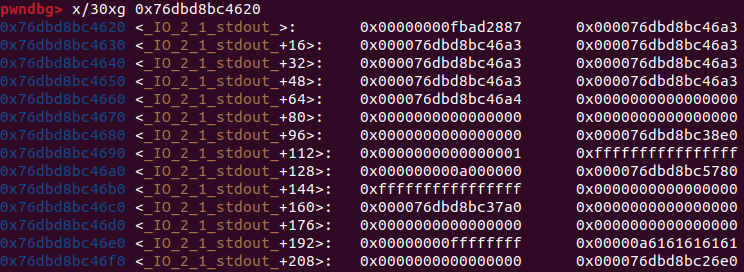 pwndbg> x/30xg 0x76dbd8bc4620
0x76dbd8bc4620 <_IO_2_1_stdout_>: 0x00000000fbad2887 0x000076dbd8bc46a3
0x76dbd8bc4630 <_IO_2_1_stdout_+16>: 0x000076dbd8bc46a3 0x000076dbd8bc46a3
0x76dbd8bc4640 <_IO_2_1_stdout_+32>: 0x000076dbd8bc46a3 0x000076dbd8bc46a3
0x76dbd8bc4650 <_IO_2_1_stdout_+48>: 0x000076dbd8bc46a3 0x000076dbd8bc46a3
0x76dbd8bc4660 <_IO_2_1_stdout_+64>: 0x000076dbd8bc46a4 0x0000000000000000
0x76dbd8bc4670 <_IO_2_1_stdout_+80>: 0x0000000000000000 0x0000000000000000
0x76dbd8bc4680 <_IO_2_1_stdout_+96>: 0x0000000000000000 0x000076dbd8bc38e0
0x76dbd8bc4690 <_IO_2_1_stdout_+112>: 0x0000000000000001 0xffffffffffffffff
0x76dbd8bc46a0 <_IO_2_1_stdout_+128>: 0x000000000a000000 0x000076dbd8bc5780
0x76dbd8bc46b0 <_IO_2_1_stdout_+144>: 0xffffffffffffffff 0x0000000000000000
0x76dbd8bc46c0 <_IO_2_1_stdout_+160>: 0x000076dbd8bc37a0 0x0000000000000000
0x76dbd8bc46d0 <_IO_2_1_stdout_+176>: 0x0000000000000000 0x0000000000000000
0x76dbd8bc46e0 <_IO_2_1_stdout_+192>: 0x00000000ffffffff 0x00000a6161616161
0x76dbd8bc46f0 <_IO_2_1_stdout_+208>: 0x0000000000000000 0x000076dbd8bc26e0